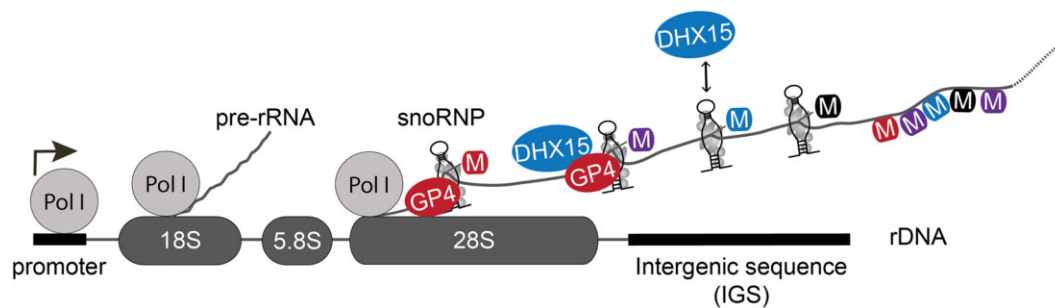 DHX15
pre-rRNA
snoRNP
M
M
M
M
M
M
M
M
M
DHX15
GP4
GP4
Pol I
Pol I
Pol I
18S
5.8S
28S
rDNA
promoter
Intergenic sequence
(IGS)